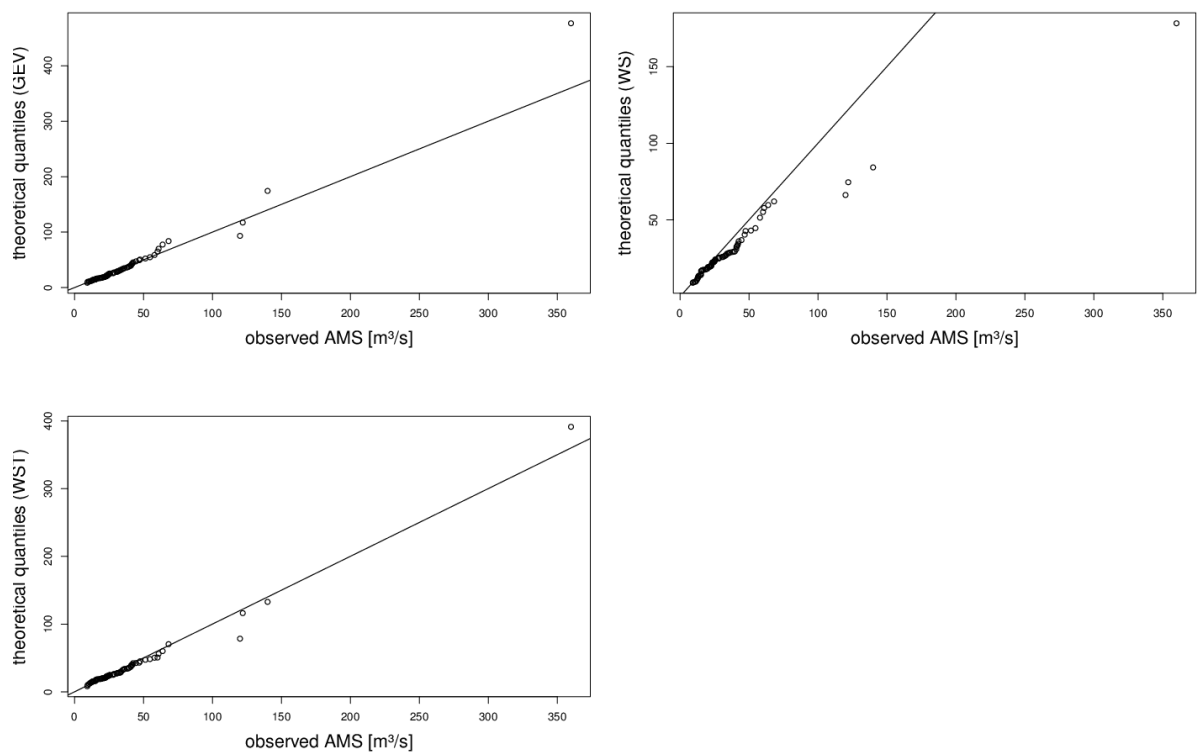 theoretical quantiles (GEV)
0 100 200 300 400
0 50 100 150 200 250 300 350
observed AMS [m³/s]
theoretical quantiles (WS)
50 100 150
0 50 100 150 200 250 300 350
observed AMS [m³/s]
theoretical quantiles (WST)
0 100 200 300 400
0 50 100 150 200 250 300 350
observed AMS [m³/s]